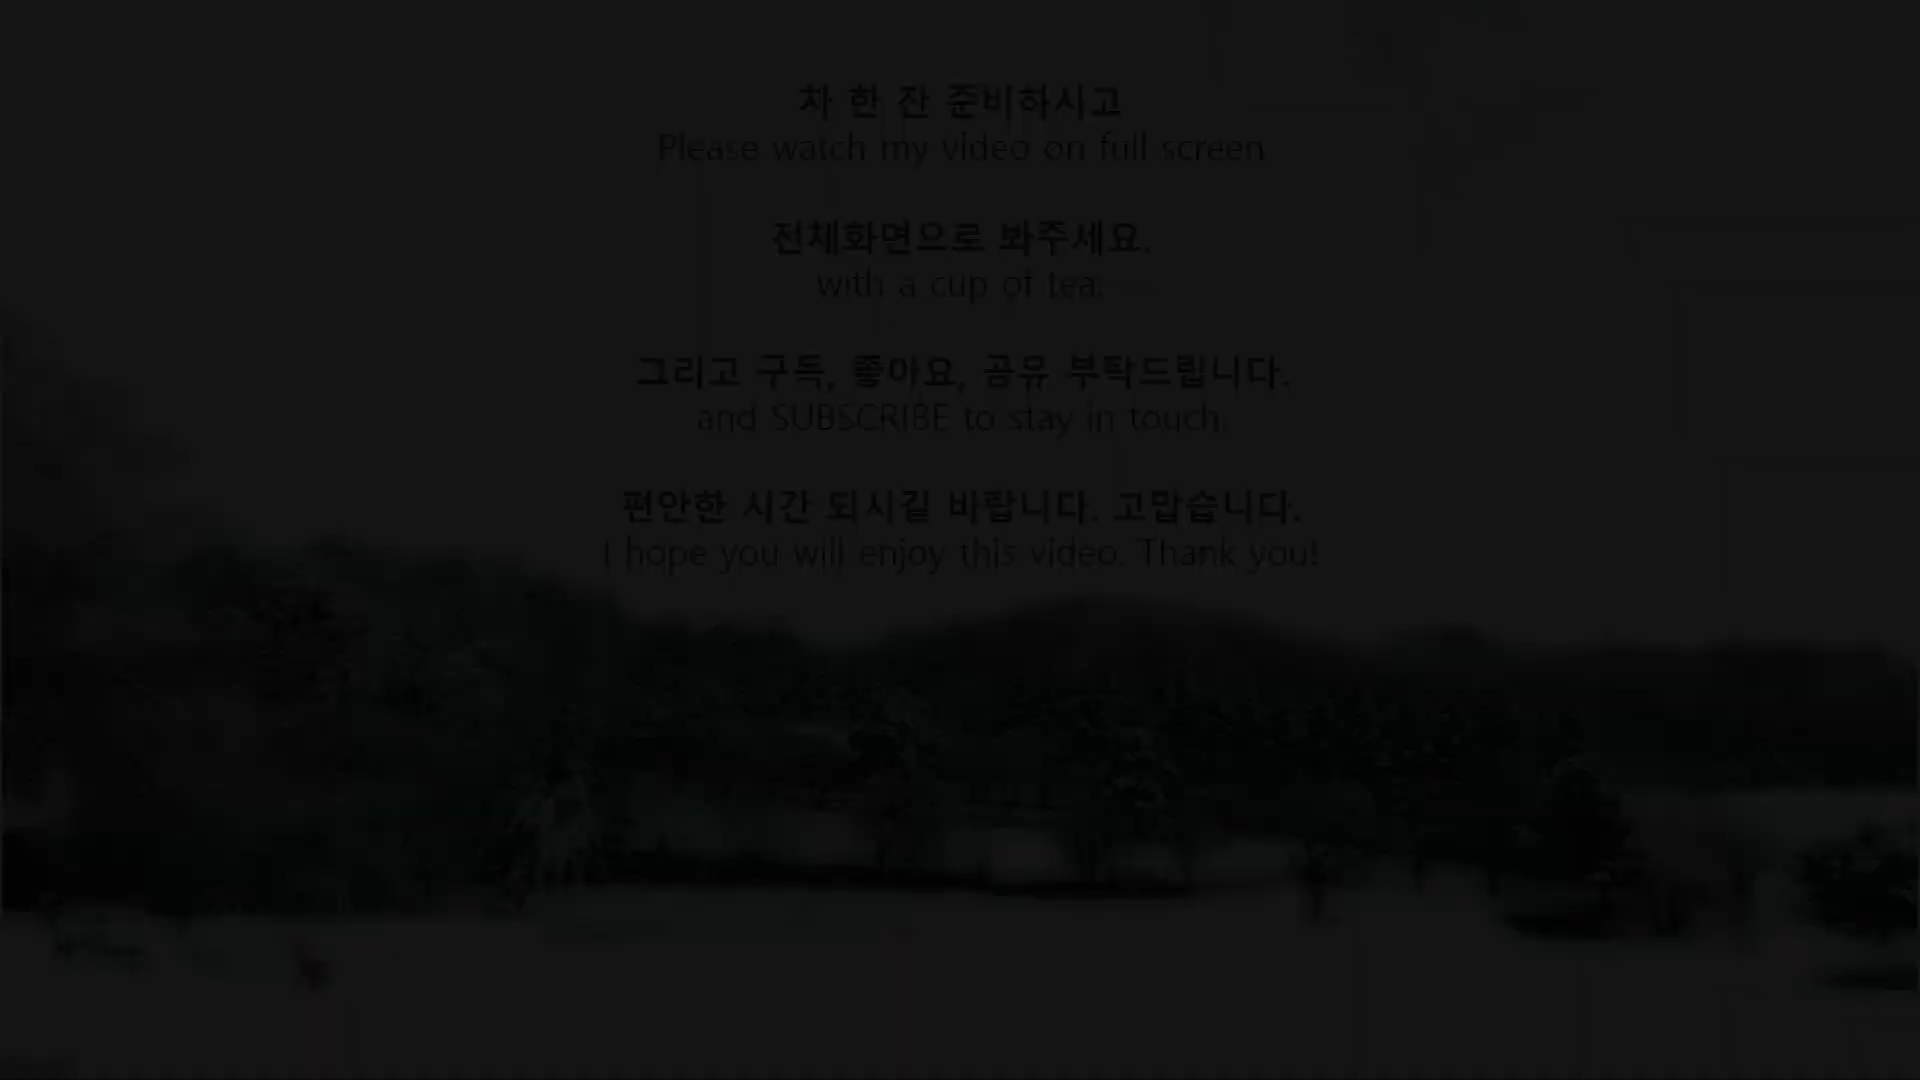 차 한 잔 준비하시고
Please watch my video on full screen
전체화면으로 봐주세요.
with a cup of tea.
그리고 구독, 좋아요, 공유 부탁드립니다.
and SUBSCRIBE to stay in touch.
편안한 시간 되시길 바랍니다. 고맙습니다.
I hope you will enjoy this video. Thank you!